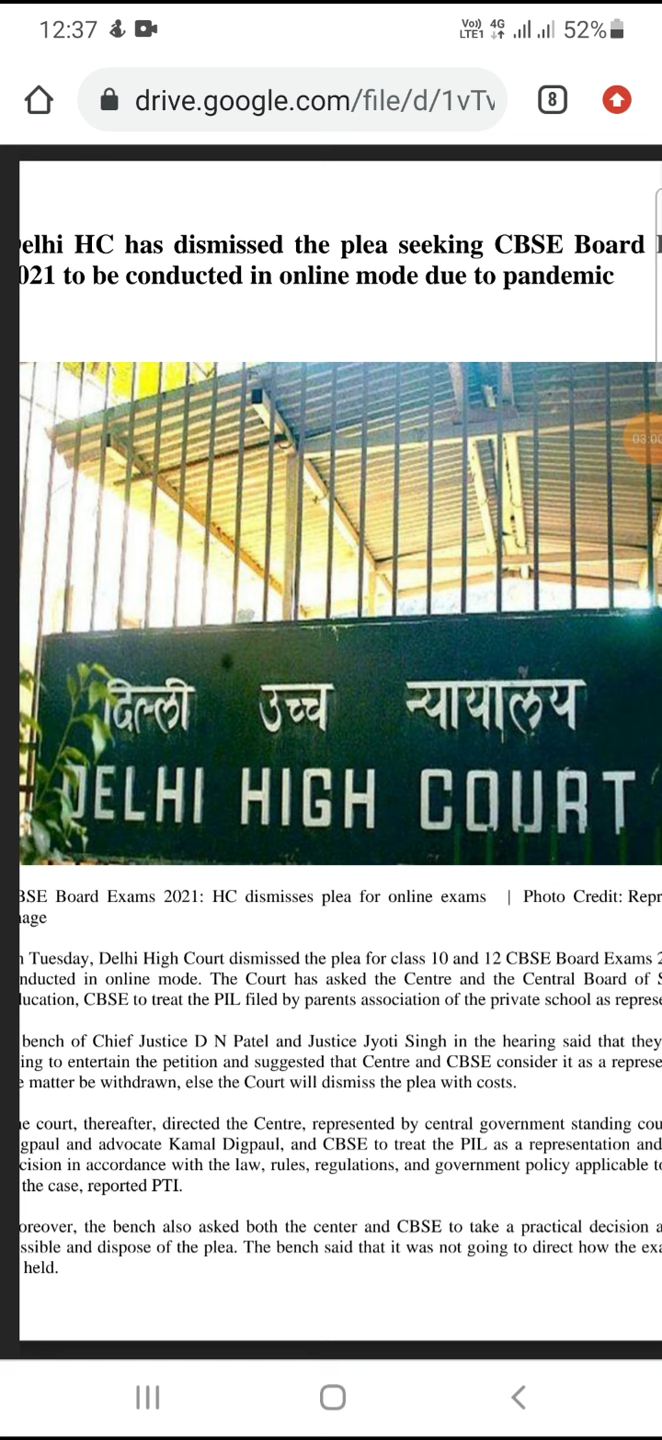 12:37
Vo)) 4G 52%
LTE1
drive.google.com/file/d/1vTv
8
elhi HC has dismissed the plea seeking CBSE Board
021 to be conducted in online mode due to pandemic
03:00
दिल्ली उच्च न्यायालय
DELHI HIGH COURT
BSE Board Exams 2021: HC dismisses plea for online exams | Photo Credit: Repr
age
n Tuesday, Delhi High Court dismissed the plea for class 10 and 12 CBSE Board Exams 2
nducted in online mode. The Court has asked the Centre and the Central Board of S
ucation, CBSE to treat the PIL filed by parents association of the private school as represe
bench of Chief Justice D N Patel and Justice Jyoti Singh in the hearing said that they
ing to entertain the petition and suggested that Centre and CBSE consider it as a represe
e matter be withdrawn, else the Court will dismiss the plea with costs.
e court, thereafter, directed the Centre, represented by central government standing cou
gpaul and advocate Kamal Digpaul, and CBSE to treat the PIL as a representation and
cision in accordance with the law, rules, regulations, and government policy applicable to
the case, reported PTI.
oreover, the bench also asked both the center and CBSE to take a practical decision a
ssible and dispose of the plea. The bench said that it was not going to direct how the exa
held.